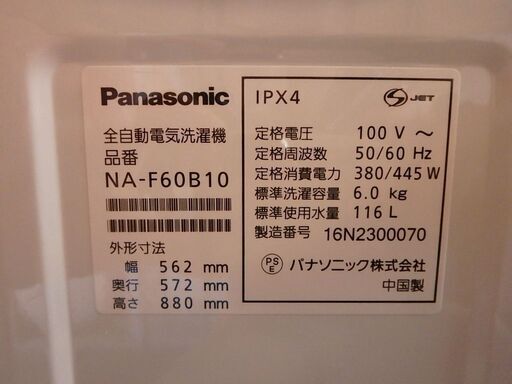 Panasonic
全自動電気洗濯機
品番
NA-F60B10
外形寸法
幅 562 mm
奥行 572 mm
高さ 880 mm
IPX4
S JET
定格電圧 100 V ～
定格周波数 50/60 Hz
定格消費電力 380/445 W
標準洗濯容量 6.0 kg
標準使用水量 116 L
製造番号 16N2300070
PS E パナソニック株式会社
中国製